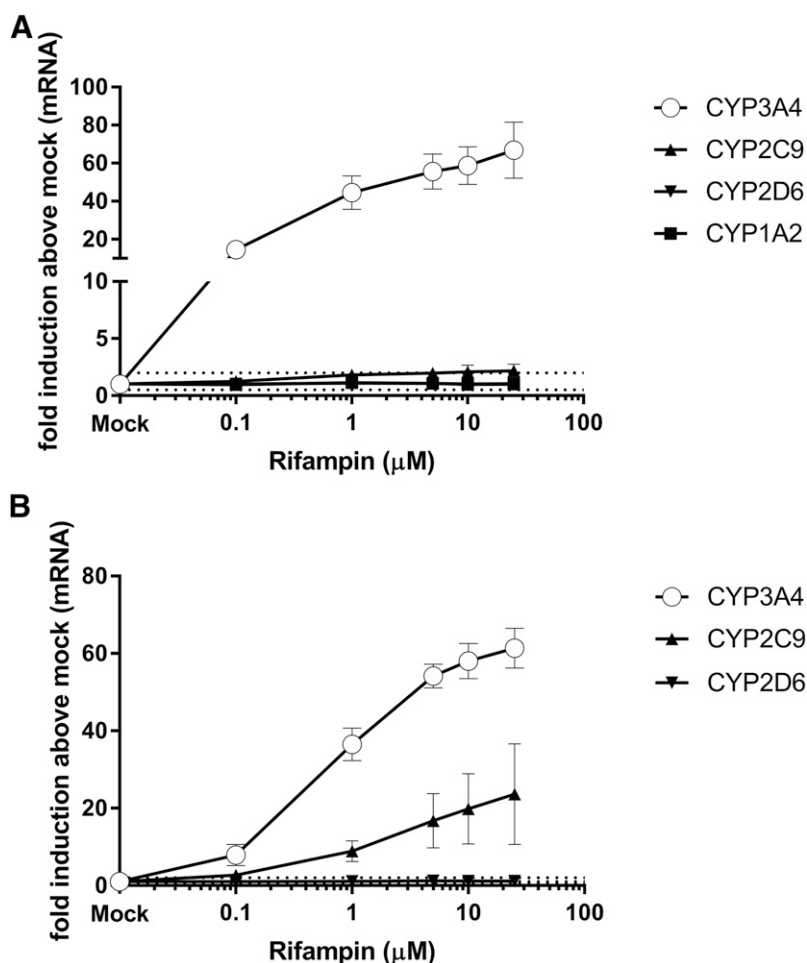 A
fold induction above mock (mRNA)
100
80
60
40
20
10
5
0
Mock
0.1
1
10
100
Rifampin (μM)
CYP3A4
CYP2C9
CYP2D6
CYP1A2
B
fold induction above mock (mRNA)
80
60
40
20
0
Mock
0.1
1
10
100
Rifampin (μM)
CYP3A4
CYP2C9
CYP2D6